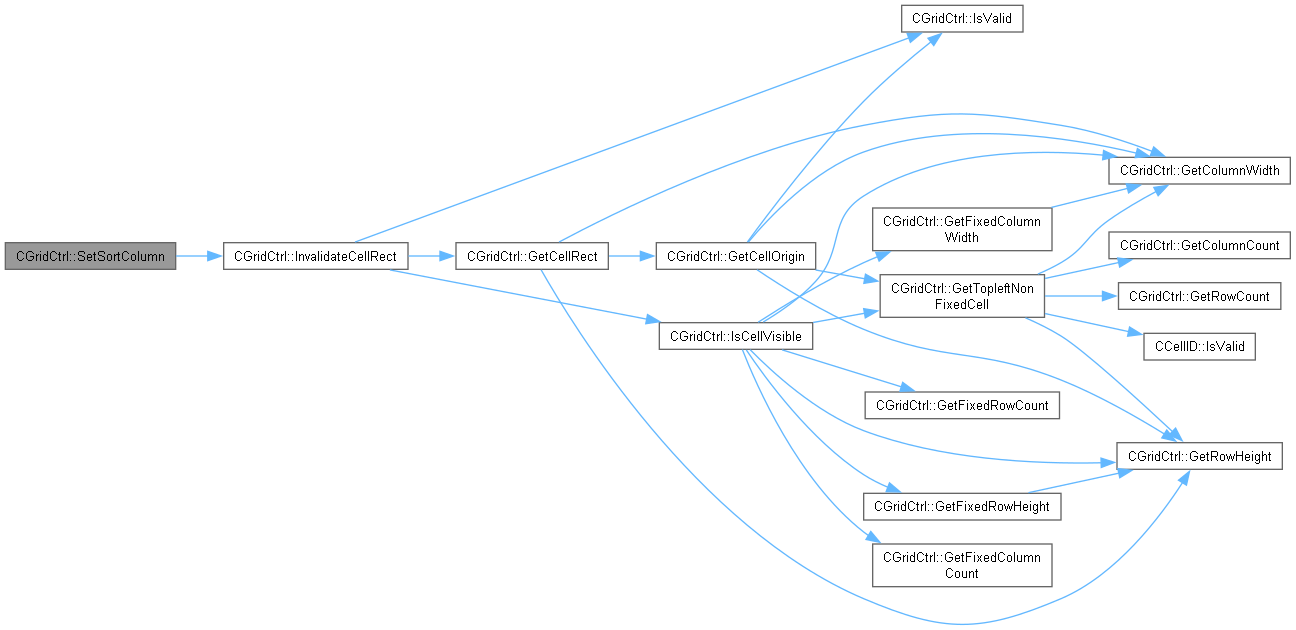 CGridCtrl::IsValid
CGridCtrl::GetColumnWidth
CGridCtrl::GetFixedColumn
Width
CGridCtrl::SetSortColumn
CGridCtrl::InvalidateCellRect
CGridCtrl::GetCellRect
CGridCtrl::GetCellOrigin
CGridCtrl::GetColumnCount
CGridCtrl::GetTopleftNon
FixedCell
CGridCtrl::GetRowCount
CGridCtrl::IsCellVisible
CCellID::IsValid
CGridCtrl::GetFixedRowCount
CGridCtrl::GetRowHeight
CGridCtrl::GetFixedRowHeight
CGridCtrl::GetFixedColumn
Count